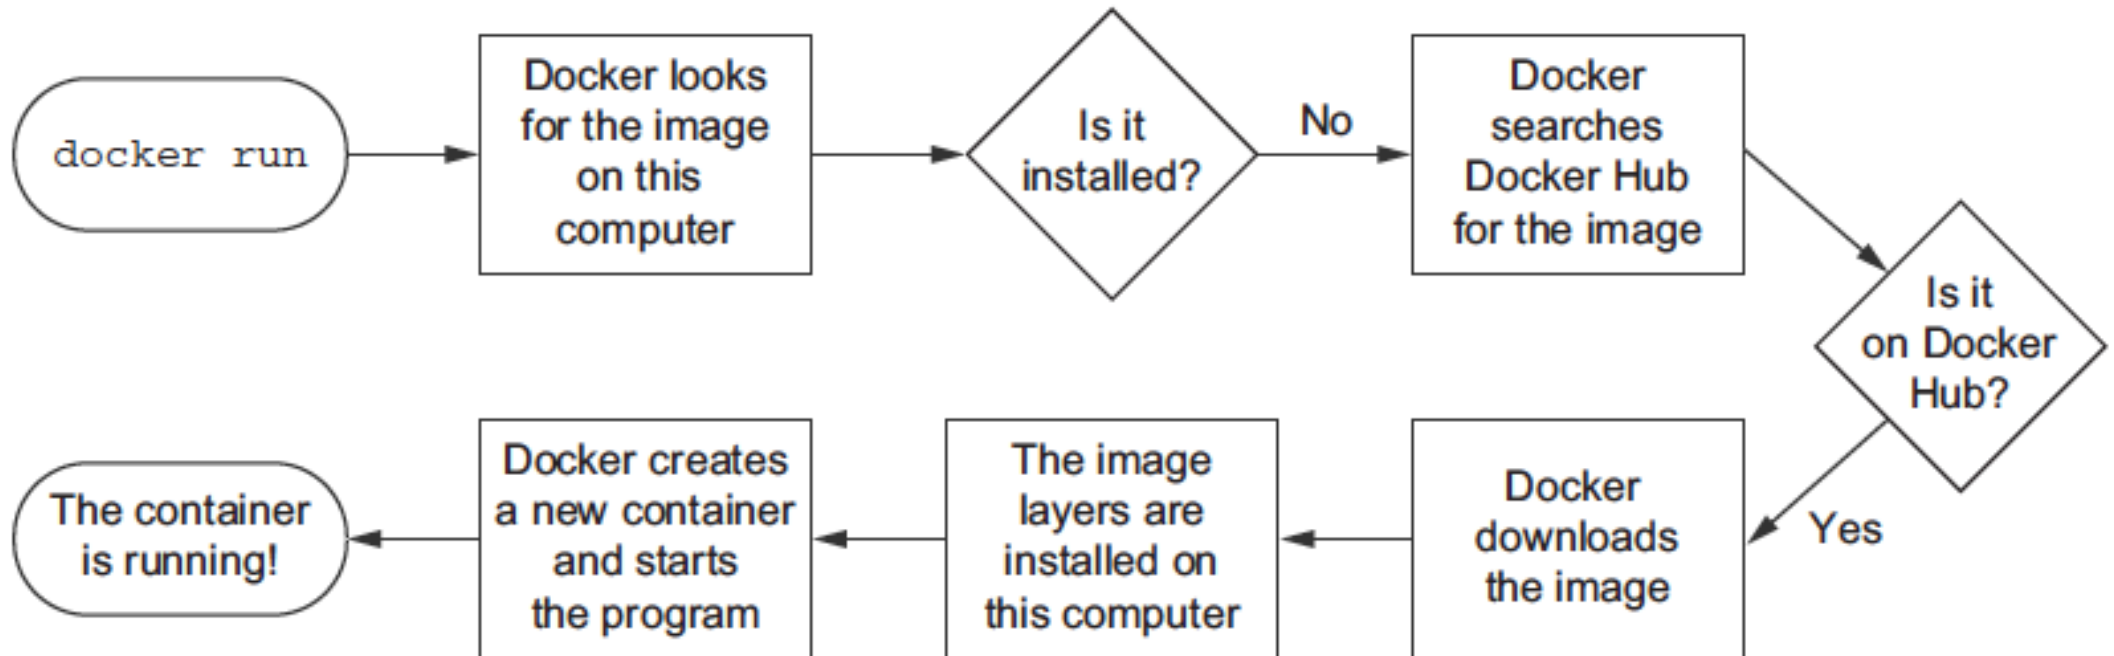 docker run
Docker looks
for the image
on this
computer
Is it
installed?
No
Docker
searches
Docker Hub
for the image
Is it
on Docker
Hub?
Yes
Docker
downloads
the image
The image
layers are
installed on
this computer
Docker creates
a new container
and starts
the program
The container
is running!